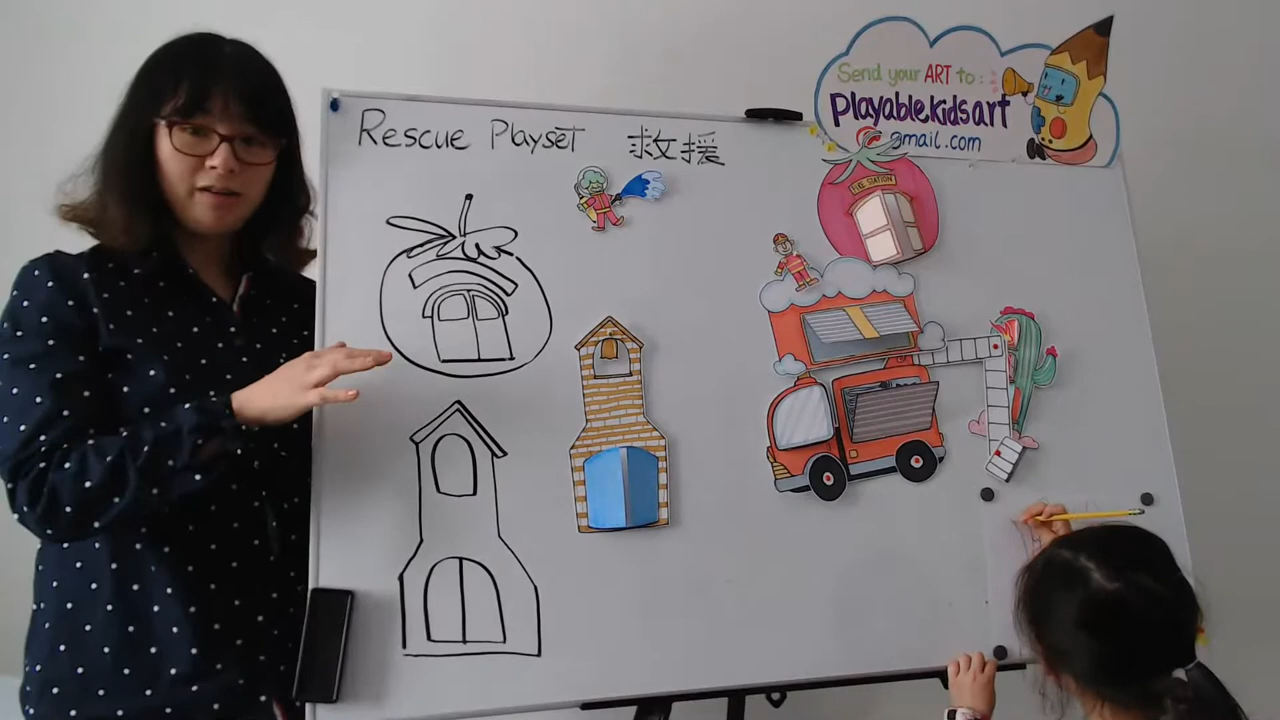 Rescue Playset 救援
Send your ART to:
Playablekidsart
@gmail.com
FIRE STATION